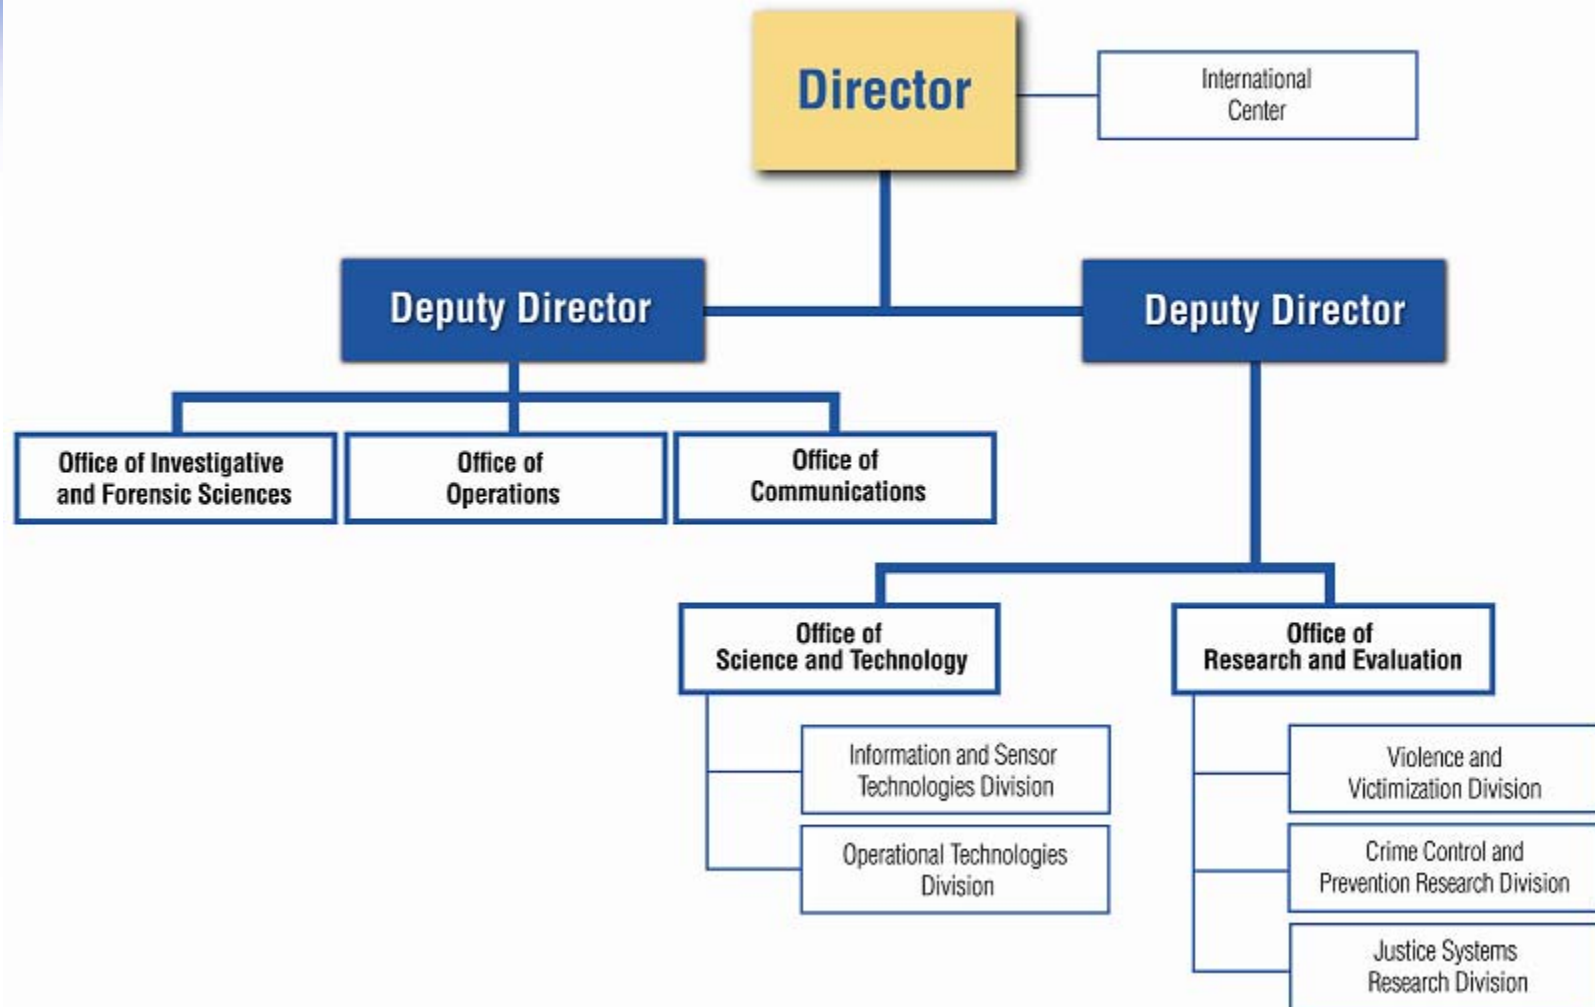 Director
International
Center
Deputy Director
Deputy Director
Office of Investigative
and Forensic Sciences
Office of
Operations
Office of
Communications
Office of
Science and Technology
Office of
Research and Evaluation
Information and Sensor
Technologies Division
Operational Technologies
Division
Violence and
Victimization Division
Crime Control and
Prevention Research Division
Justice Systems
Research Division